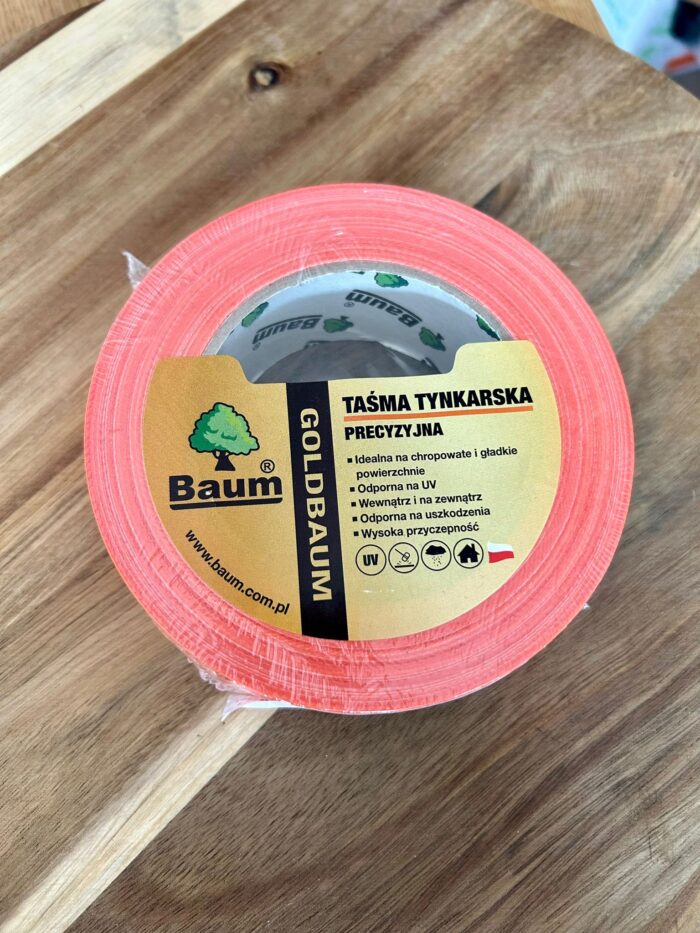 Baum
Baum
Baum®
www.baum.com.pl
GOLDBAUM
TAŚMA TYNKARSKA
PRECYZYJNA
▪ Idealna na chropowate i gładkie
powierzchnie
▪ Odporna na UV
▪ Wewnątrz i na zewnątrz
▪ Odporna na uszkodzenia
▪ Wysoka przyczepność
UV